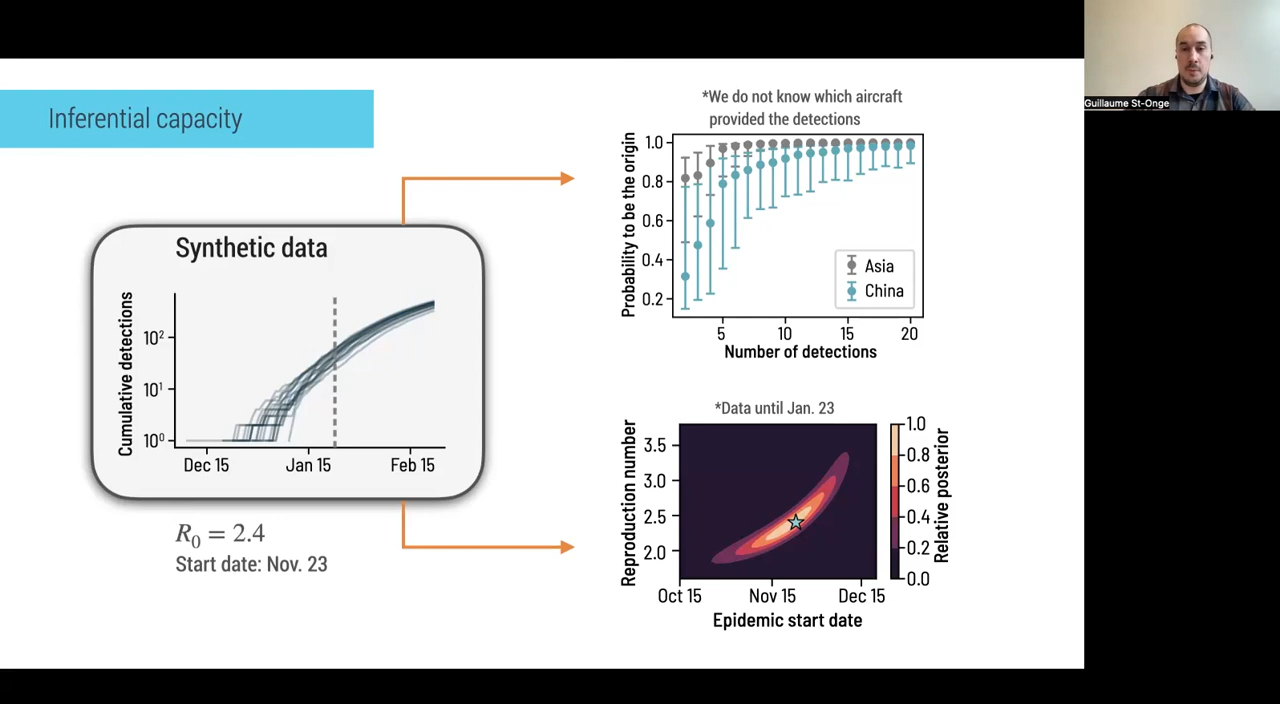 Inferential capacity
Synthetic data
Cumulative detections
10²
10¹
10⁰
Dec 15
Jan 15
Feb 15
R₀ = 2.4
Start date: Nov. 23
*We do not know which aircraft
provided the detections
Probability to be the origin
1.0
0.8
0.6
0.4
0.2
Asia
China
5
10
15
20
Number of detections
*Data until Jan. 23
Reproduction number
3.5
3.0
2.5
2.0
Oct 15
Nov 15
Dec 15
Epidemic start date
1.0
0.8
0.6
0.4
0.2
0.0
Relative posterior
Guillaume St-Onge